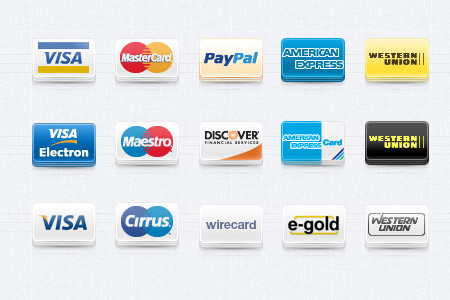 VISA
MasterCard
PayPal
AMERICAN
EXPRESS
WESTERN
UNION
VISA
Electron
Maestro
DISCOVER
FINANCIAL SERVICES
AMERICAN
EXPRESS
Card
WESTERN
UNION
VISA
Cirrus
wirecard
e-gold
WESTERN
UNION